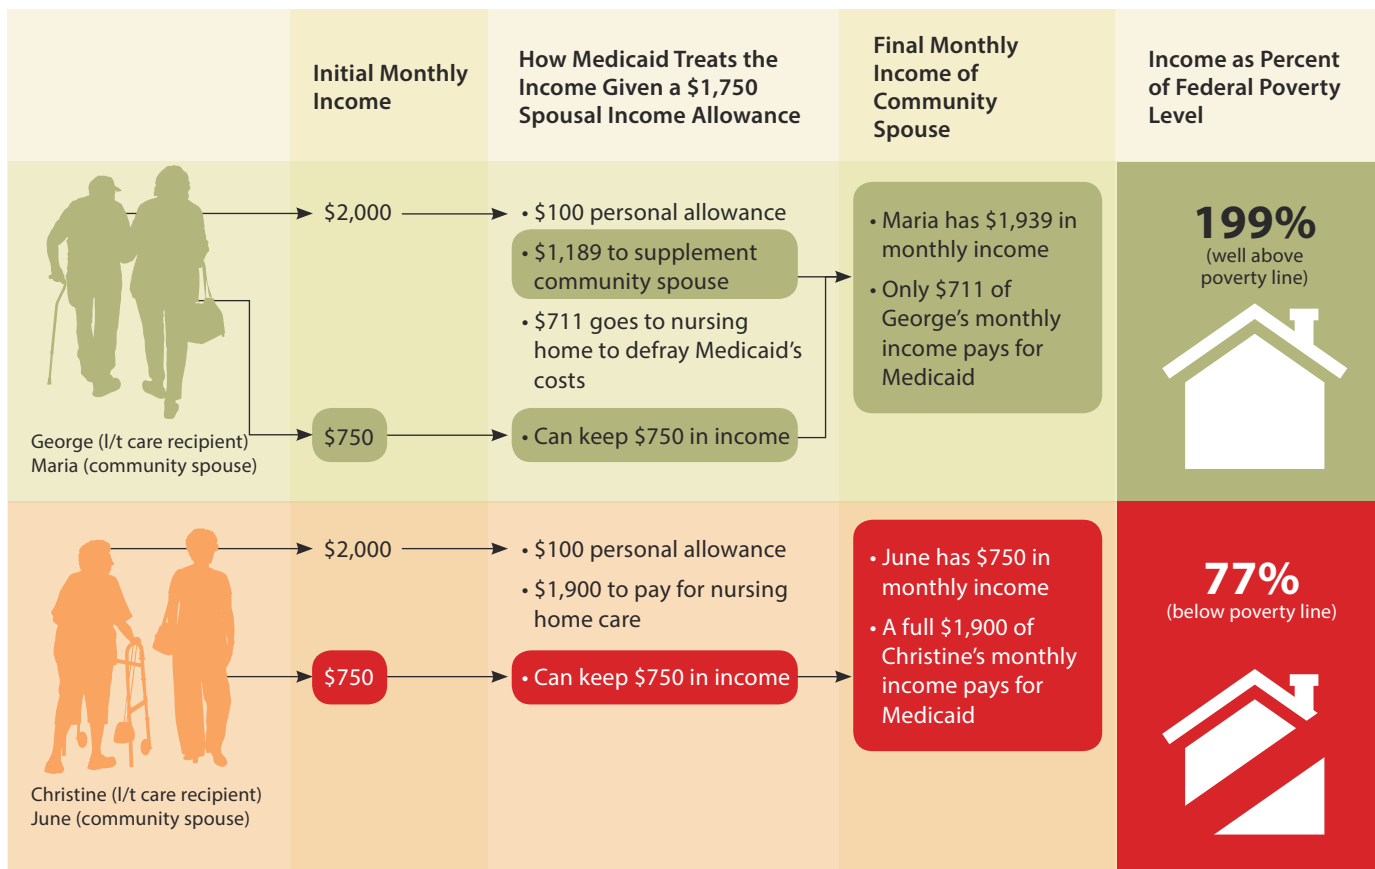 Initial Monthly
Income
How Medicaid Treats the
Income Given a $1,750
Spousal Income Allowance
Final Monthly
Income of
Community
Spouse
Income as Percent
of Federal Poverty
Level
George (l/t care recipient)
Maria (community spouse)
$2,000
$750
• $100 personal allowance
• $1,189 to supplement
community spouse
• $711 goes to nursing
home to defray Medicaid's
costs
• Can keep $750 in income
• Maria has $1,939 in
monthly income
• Only $711 of
George's monthly
income pays for
Medicaid
199%
(well above
poverty line)
Christine (l/t care recipient)
June (community spouse)
$2,000
$750
• $100 personal allowance
• $1,900 to pay for nursing
home care
• Can keep $750 in income
• June has $750 in
monthly income
• A full $1,900 of
Christine's monthly
income pays for
Medicaid
77%
(below poverty line)